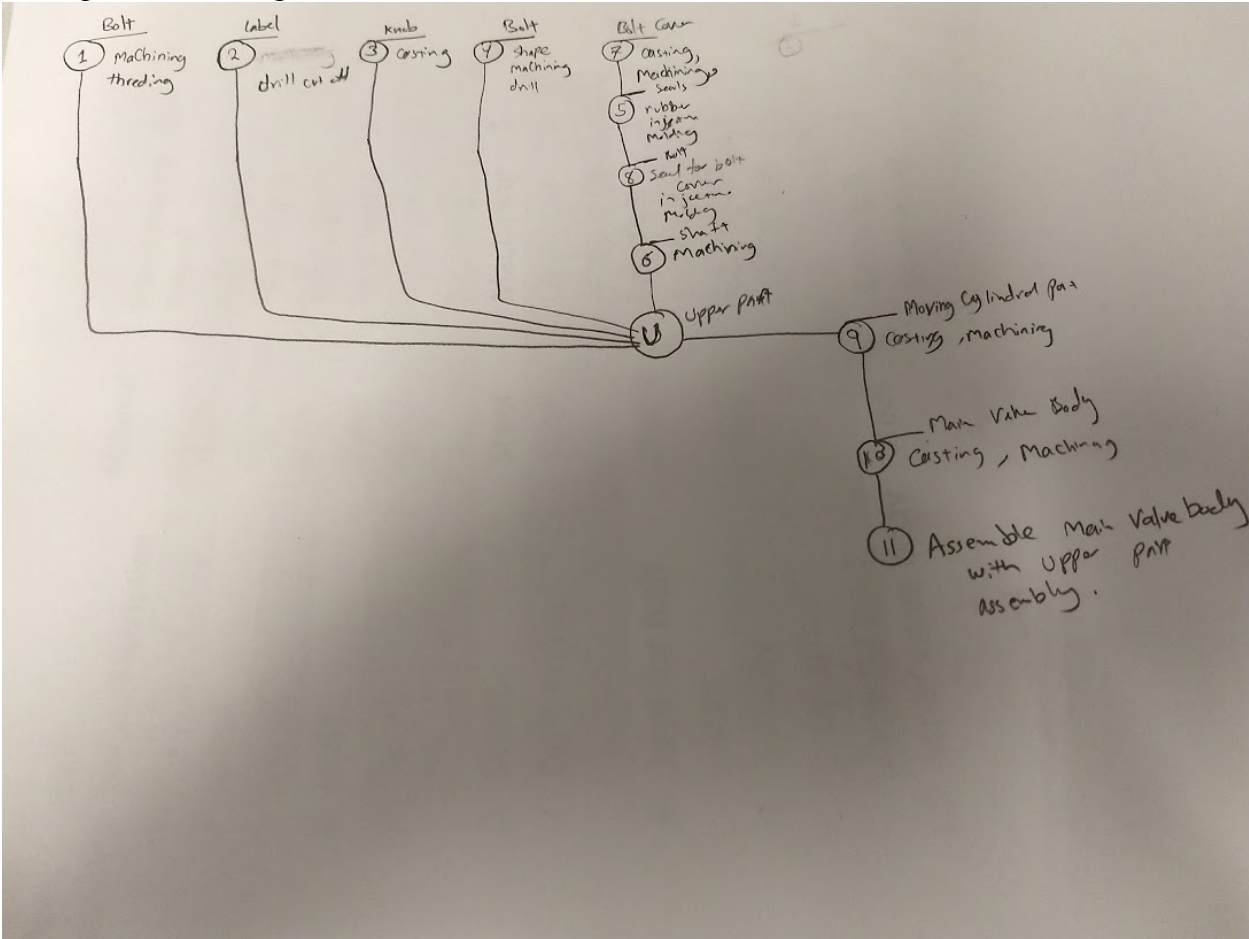 Bolt
1 Machining
threding
Label
2
drill cut off
Knob
3 Casting
Bolt
4 shape
machining
drill
Bolt Cover
7 casting,
Machining
seals
5 rubber
injection
Molding
Bolt
8 Seal for bolt
cover
injection
Molding
shaft
6 Machining
U Upper Part
Moving Cylindrel Part
9 Casting, Machining
Main Valve Body
10 Casting, Machining
11 Assemble Main Valve body
with Upper part
assembly.